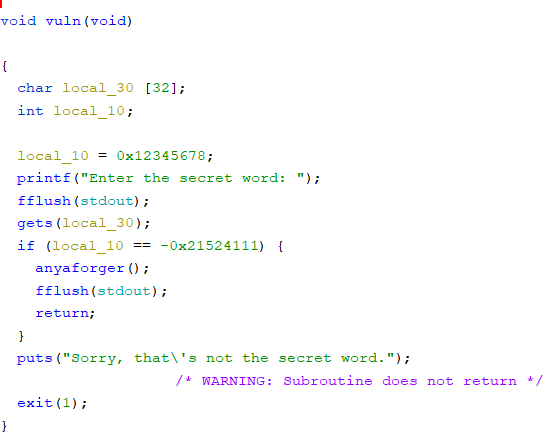 void vuln(void)
{
char local_30 [32];
int local_10;
local_10 = 0x12345678;
printf("Enter the secret word: ");
fflush(stdout);
gets(local_30);
if (local_10 == -0x21524111) {
anyaforger();
fflush(stdout);
return;
}
puts("Sorry, that\'s not the secret word.");
/* WARNING: Subroutine does not return */
exit(1);
}